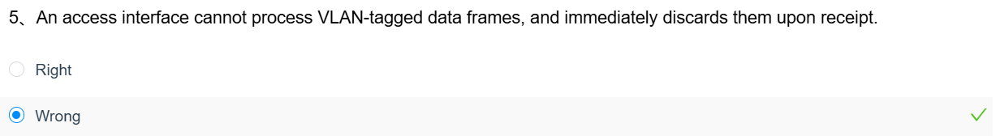 5、An access interface cannot process VLAN-tagged data frames, and immediately discards them upon receipt.
Right
Wrong